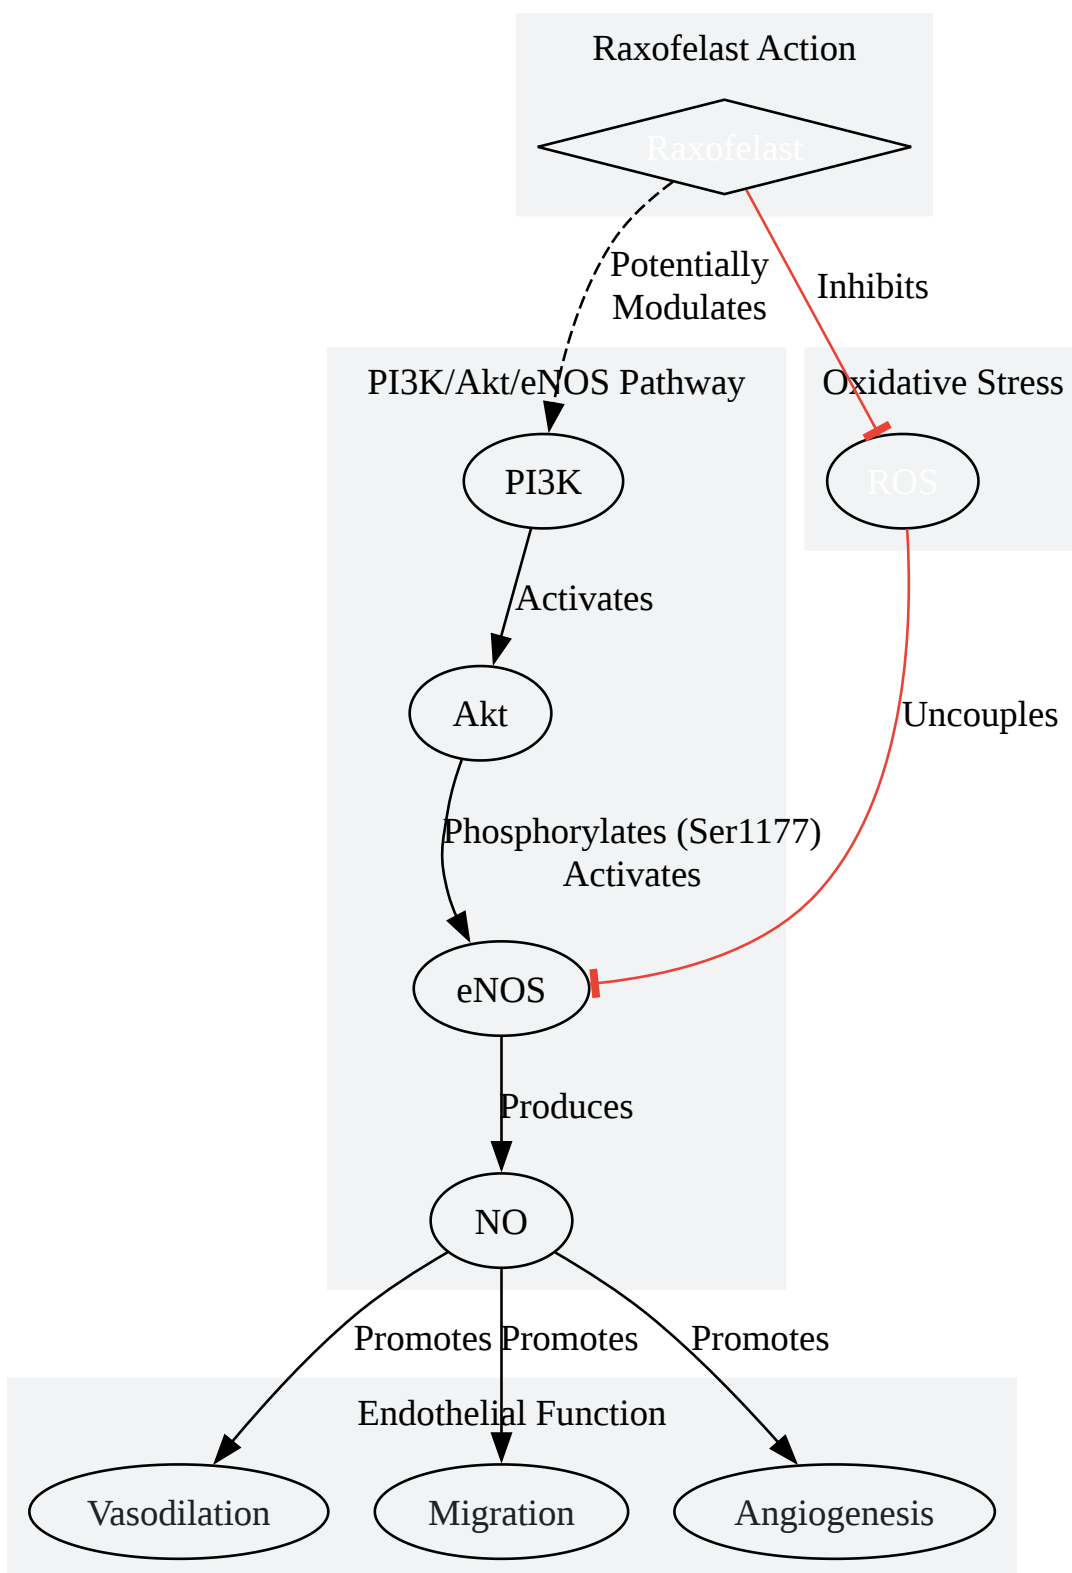 Raxofelast Action
Raxofelast
Potentially
Modulates
Inhibits
PI3K/Akt/eNOS Pathway
Oxidative Stress
PI3K
ROS
Activates
Akt
Uncouples
Phosphorylates (Ser1177)
Activates
eNOS
Produces
NO
Promotes
Promotes
Promotes
Endothelial Function
Vasodilation
Migration
Angiogenesis